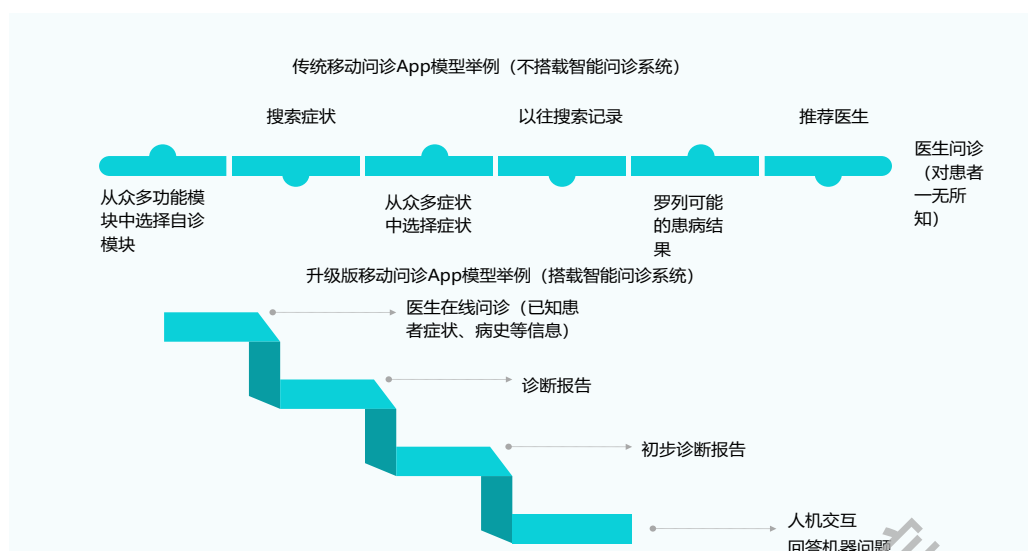 传统移动问诊App模型举例（不搭载智能问诊系统）
搜索症状
以往搜索记录
推荐医生
医生问诊
（对患者
一无所
知）
从众多功能模
块中选择自诊
模块
从众多症状
中选择症状
罗列可能
的患病结
果
升级版移动问诊App模型举例（搭载智能问诊系统）
医生在线问诊（已知患
者症状、病史等信息）
诊断报告
初步诊断报告
人机交互
回答机器问题